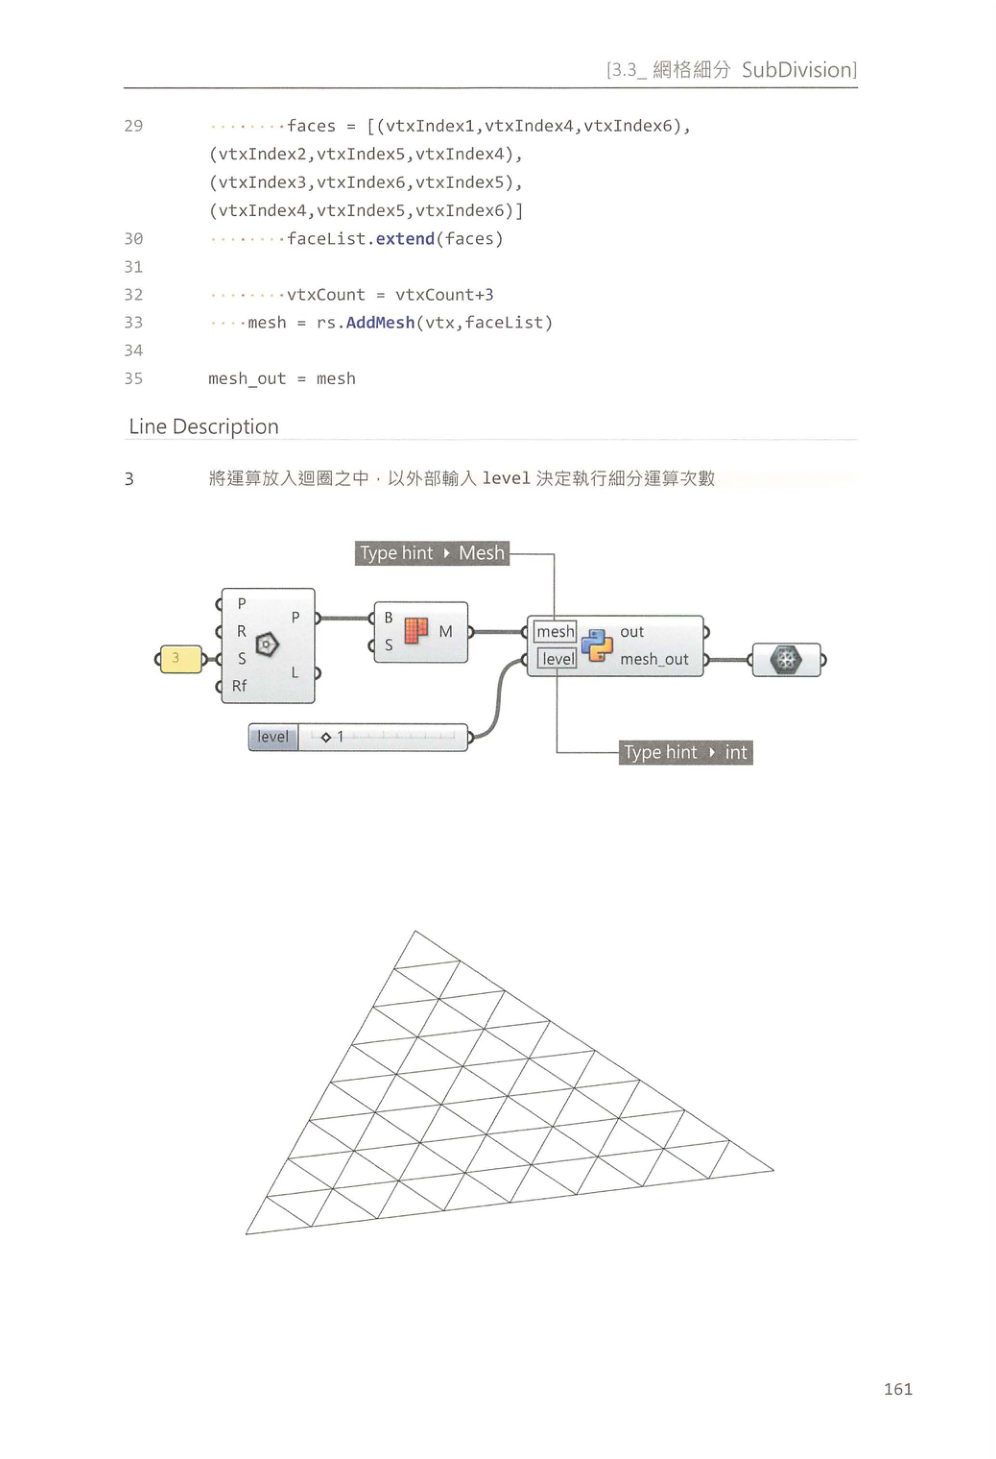 [3.3_ 網格細分 SubDivision]
29 ········faces = [(vtxIndex1,vtxIndex4,vtxIndex6),
(vtxIndex2,vtxIndex5,vtxIndex4),
(vtxIndex3,vtxIndex6,vtxIndex5),
(vtxIndex4,vtxIndex5,vtxIndex6)]
30 ········faceList.extend(faces)
31
32 ········vtxCount = vtxCount+3
33 ····mesh = rs.AddMesh(vtx,faceList)
34
35 mesh_out = mesh
Line Description
3 將運算放入迴圈之中，以外部輸入 level 決定執行細分運算次數
Type hint ▸ Mesh
P
R
S
Rf
P
L
3
B
S
M
mesh
level
out
mesh_out
level ◇ 1
Type hint ▸ int
161